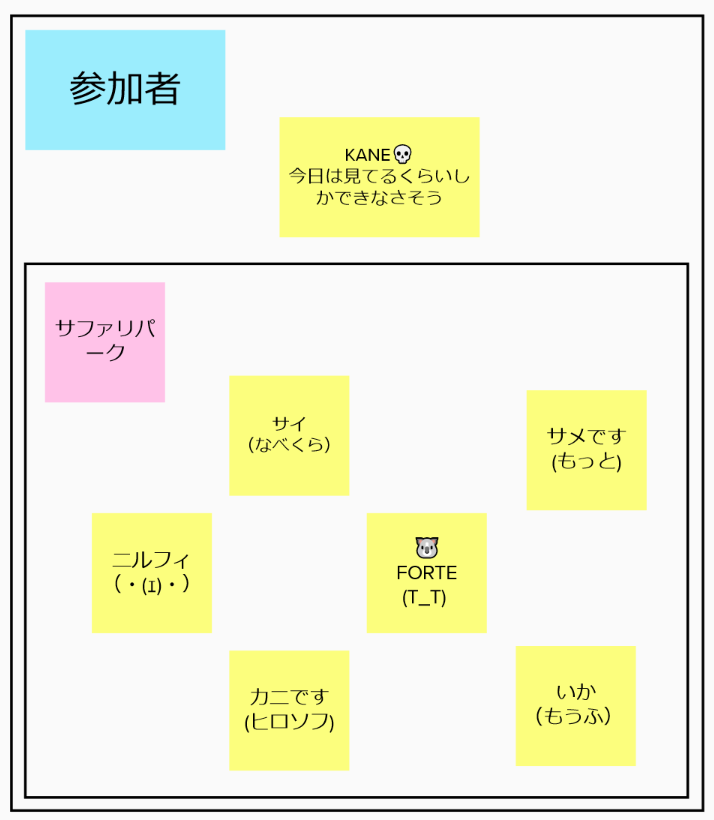 参加者
KANE💀
今日は見てるくらいし
かできなさそう
サファリパ
ーク
サイ
（なべくら）
サメです
(もっと)
ニルフィ
（・(ｪ)・）
🐨
FORTE
(T_T)
カニです
(ヒロソフ)
いか
（もうふ）